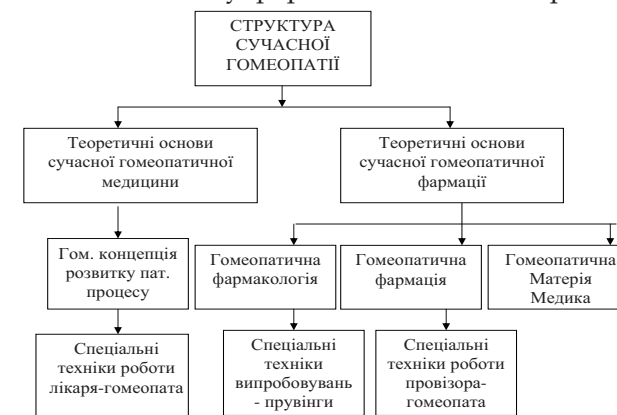 СТРУКТУРА
СУЧАСНОЇ
ГОМЕОПАТІЇ
Теоретичні основи
сучасної гомеопатичної
медицини
Теоретичні основи
сучасної гомеопатичної
фармації
Гом. концепція
розвитку пат.
процесу
Гомеопатична
фармакологія
Гомеопатична
фармація
Гомеопатична
Матерія
Медика
Спеціальні
техніки роботи
лікаря-гомеопата
Спеціальні
техніки
випробовувань
- прувінги
Спеціальні
техніки роботи
провізора-
гомеопата